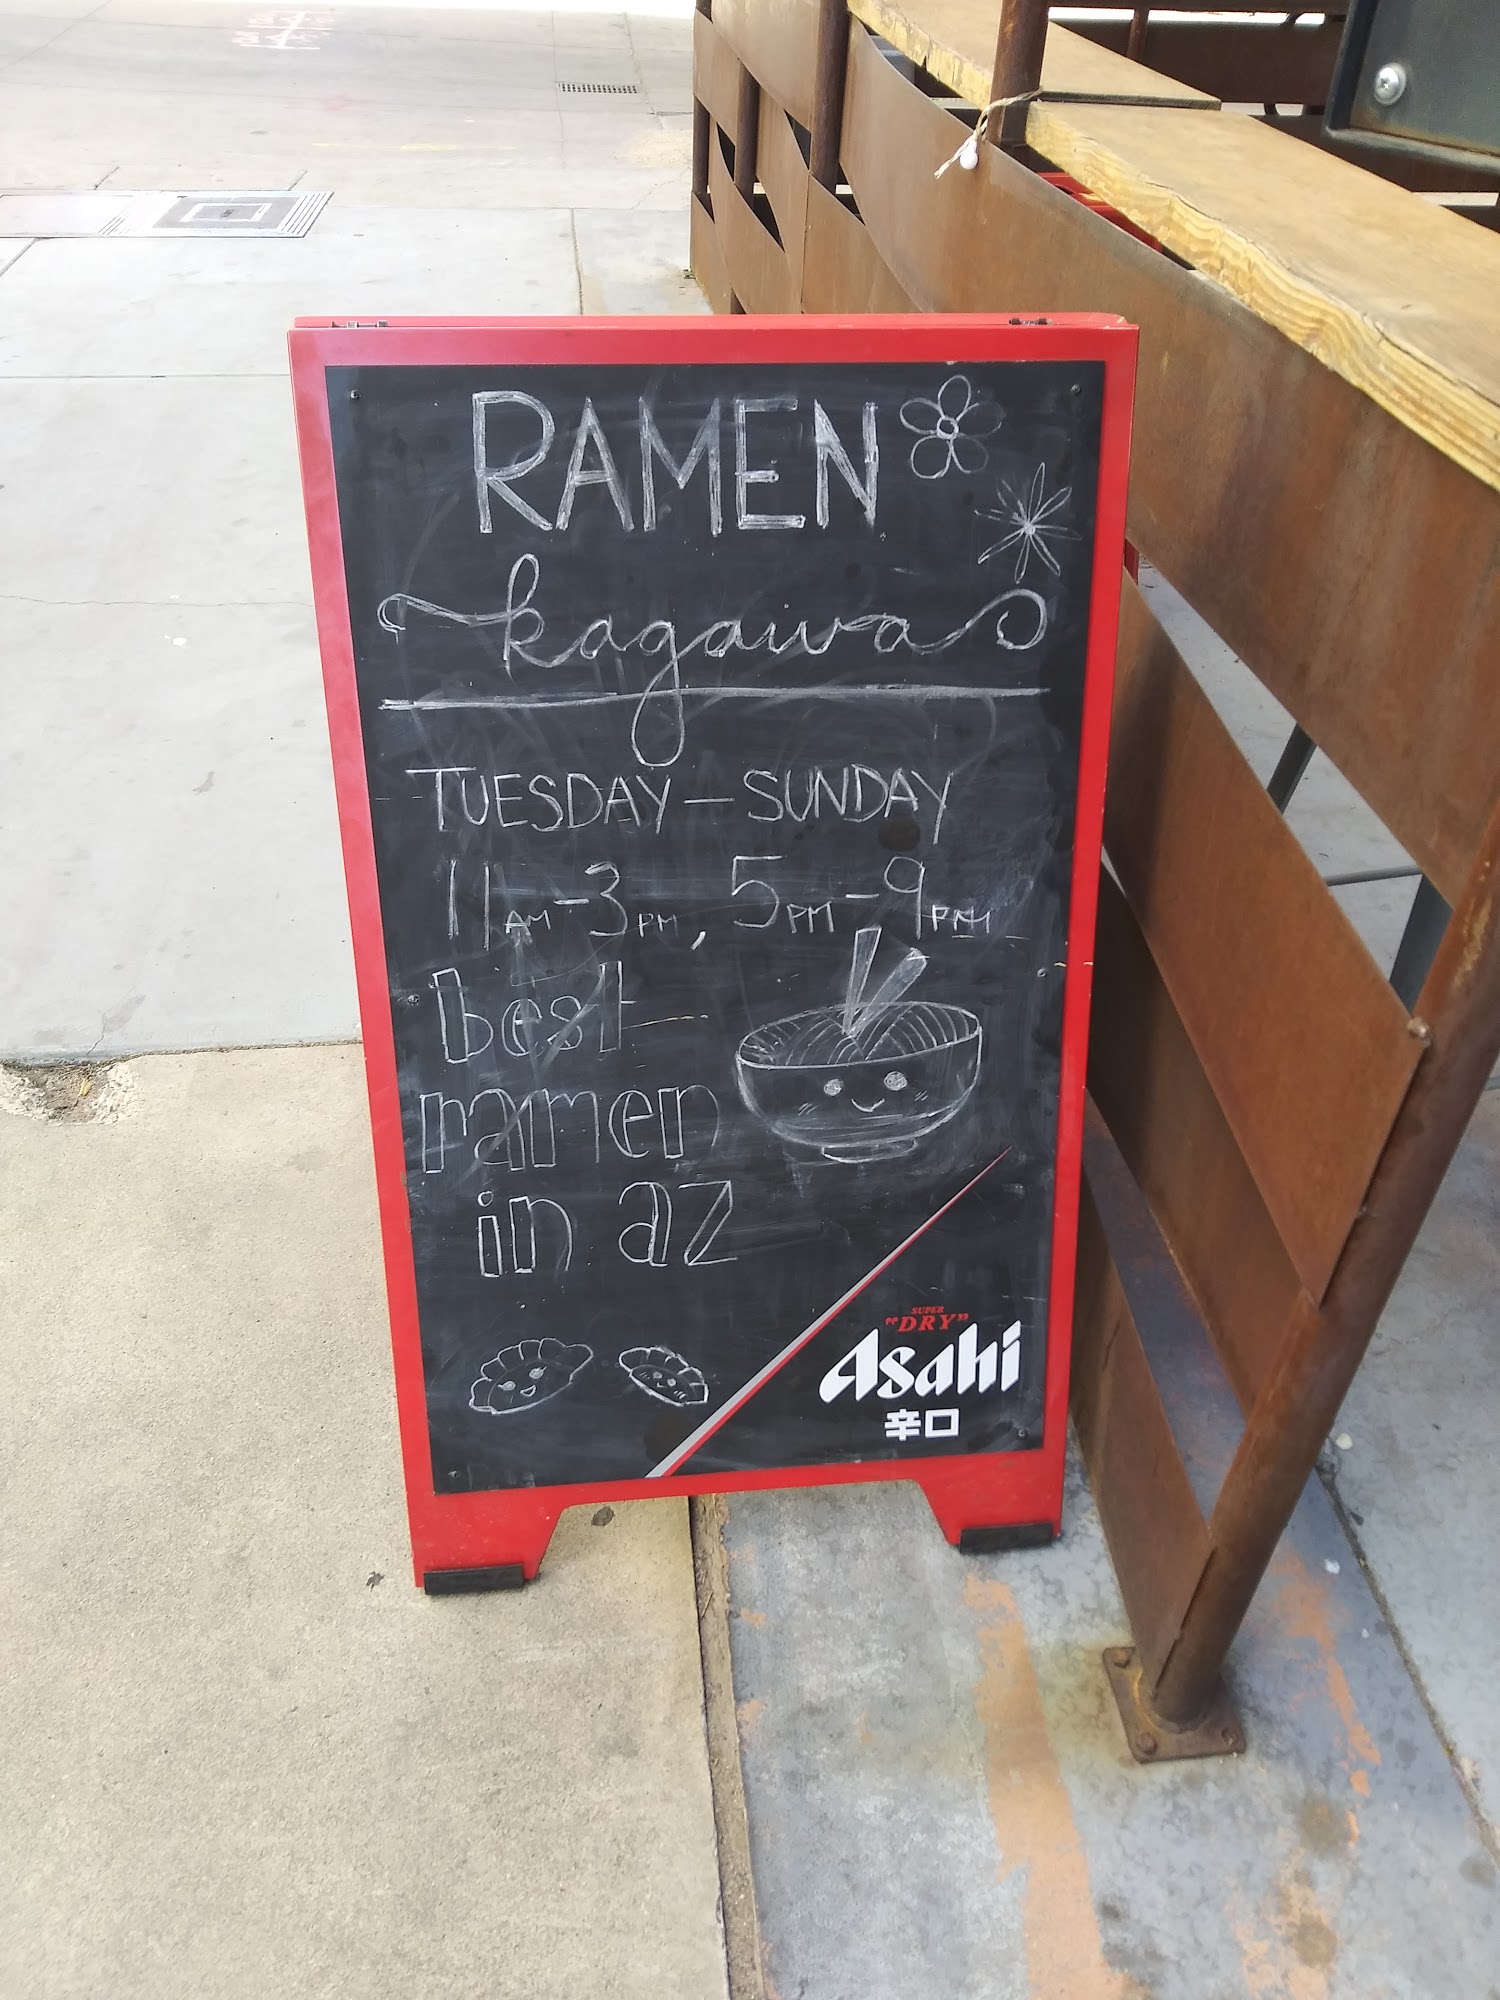 RAMEN
kagawa
TUESDAY – SUNDAY
11AM – 3PM, 5PM – 9PM
best
ramen
in az
SUPER
"DRY"
Asahi
辛口